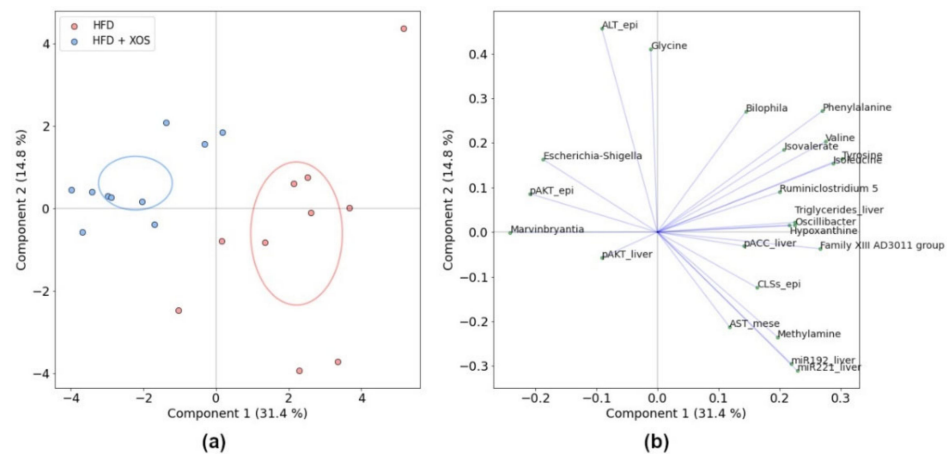 HFD
HFD + XOS
4
2
0
−2
−4
Component 2 (14.8 %)
−4
−2
0
2
4
Component 1 (31.4 %)
(a)
0.4
0.3
0.2
0.1
0.0
−0.1
−0.2
−0.3
Component 2 (14.8 %)
ALT_epi
Glycine
Bilophila
Phenylalanine
Valine
Isovalerate
Tyrosine
Isoleucine
Escherichia-Shigella
pAKT_epi
Ruminiclostridium 5
Triglycerides_liver
Oscillibacter
Hypoxanthine
Marvinbryantia
pACC_liver
Family XIII AD3011 group
pAKT_liver
CLSs_epi
AST_mese
Methylamine
miR192_liver
miR221_liver
−0.2
−0.1
0.0
0.1
0.2
0.3
Component 1 (31.4 %)
(b)